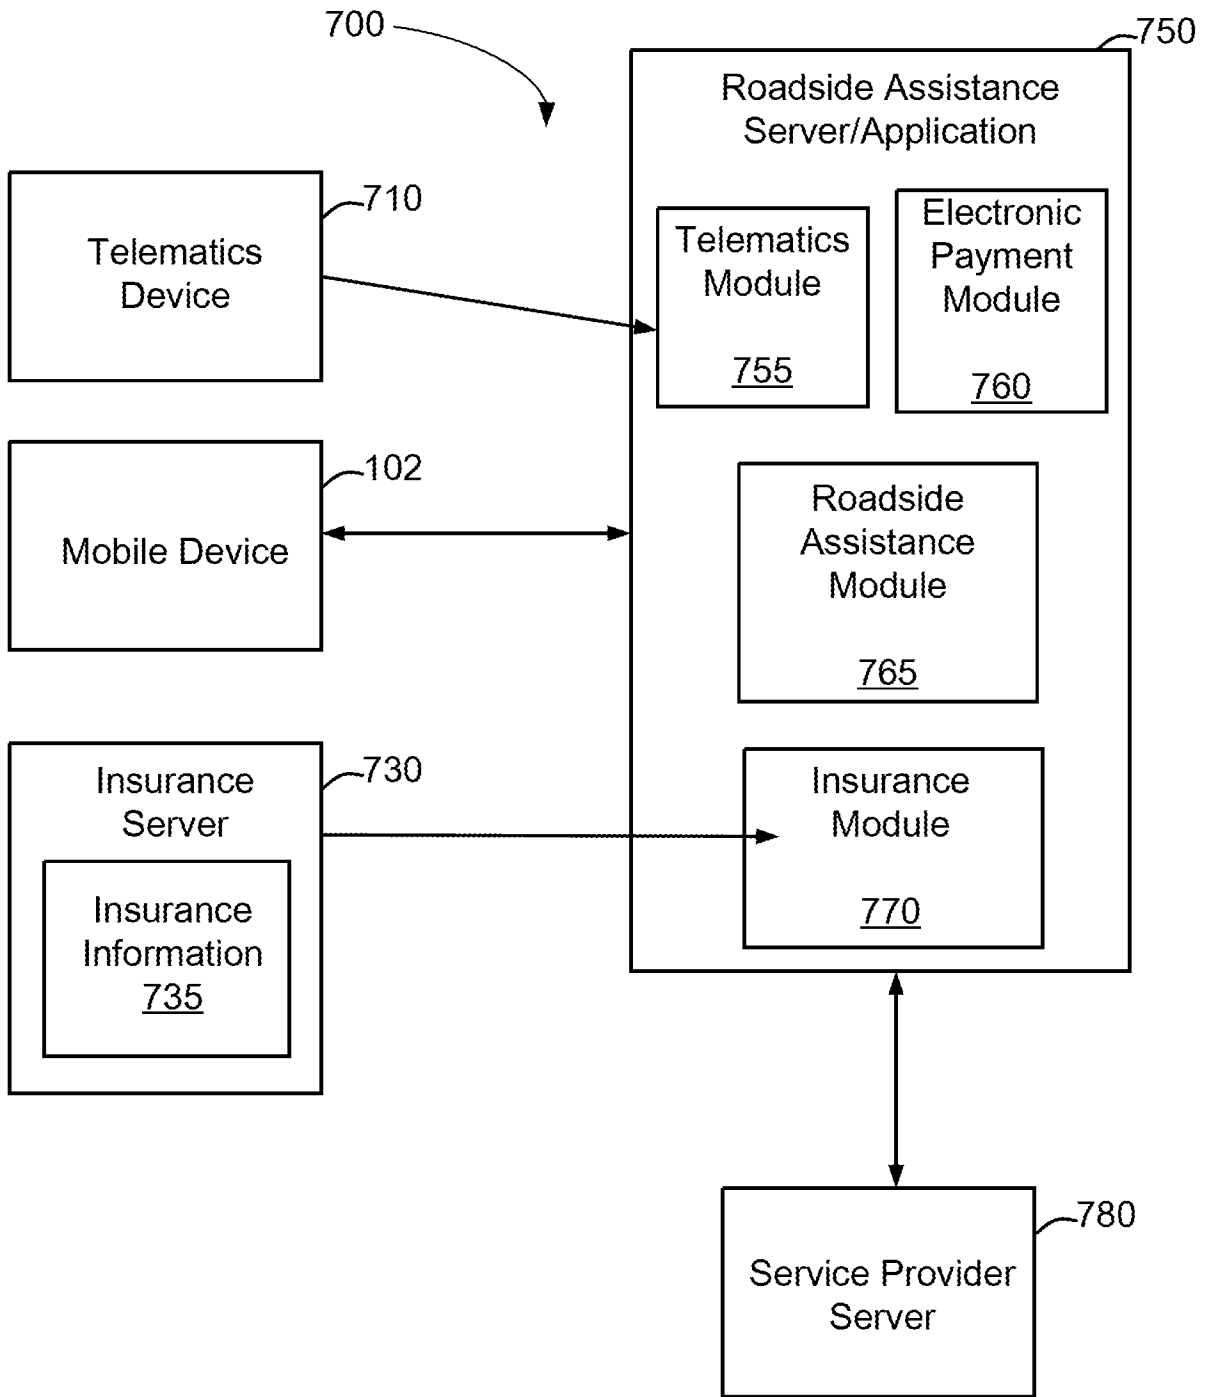 700
750
Roadside Assistance
Server/Application
710
Telematics
Device
Telematics
Module
755
Electronic
Payment
Module
760
102
Mobile Device
Roadside
Assistance
Module
765
730
Insurance
Server
Insurance
Information
735
Insurance
Module
770
780
Service Provider
Server